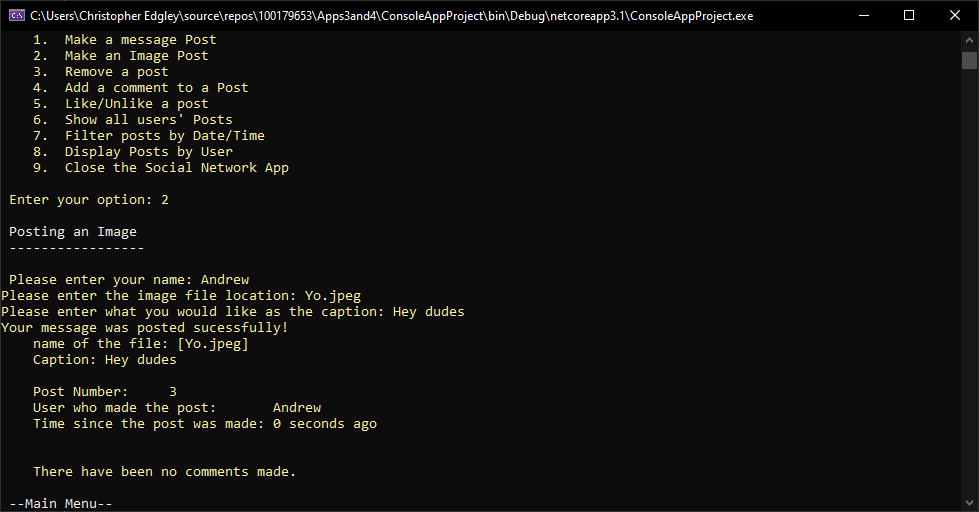 C:\Users\Christopher Edgley\source\repos\100179653\Apps3and4\ConsoleAppProject\bin\Debug\netcoreapp3.1\ConsoleAppProject.exe
1. Make a message Post
2. Make an Image Post
3. Remove a post
4. Add a comment to a Post
5. Like/Unlike a post
6. Show all users' Posts
7. Filter posts by Date/Time
8. Display Posts by User
9. Close the Social Network App
Enter your option: 2
Posting an Image
-----------------
Please enter your name: Andrew
Please enter the image file location: Yo.jpeg
Please enter what you would like as the caption: Hey dudes
Your message was posted sucessfully!
name of the file: [Yo.jpeg]
Caption: Hey dudes
Post Number: 3
User who made the post: Andrew
Time since the post was made: 0 seconds ago
There have been no comments made.
--Main Menu--